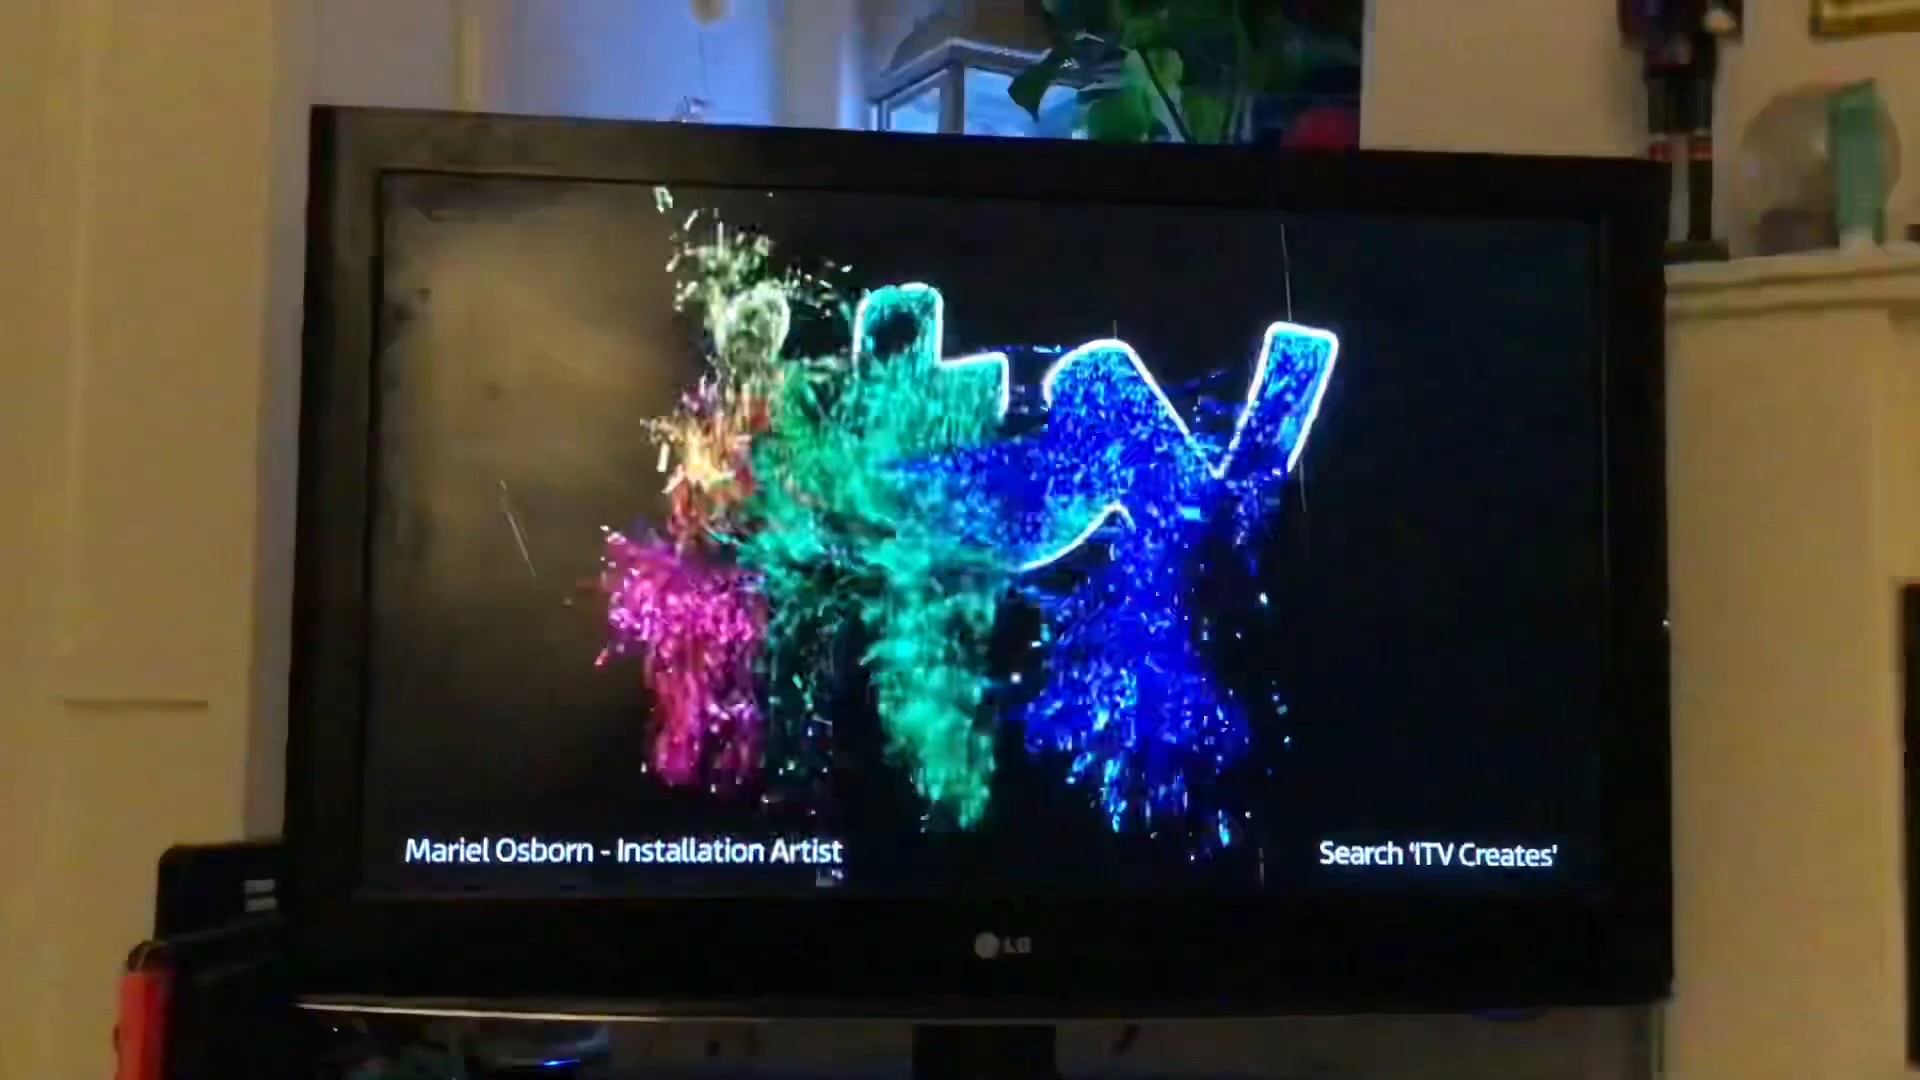 itv
Mariel Osborn - Installation Artist
Search 'ITV Creates'
LG